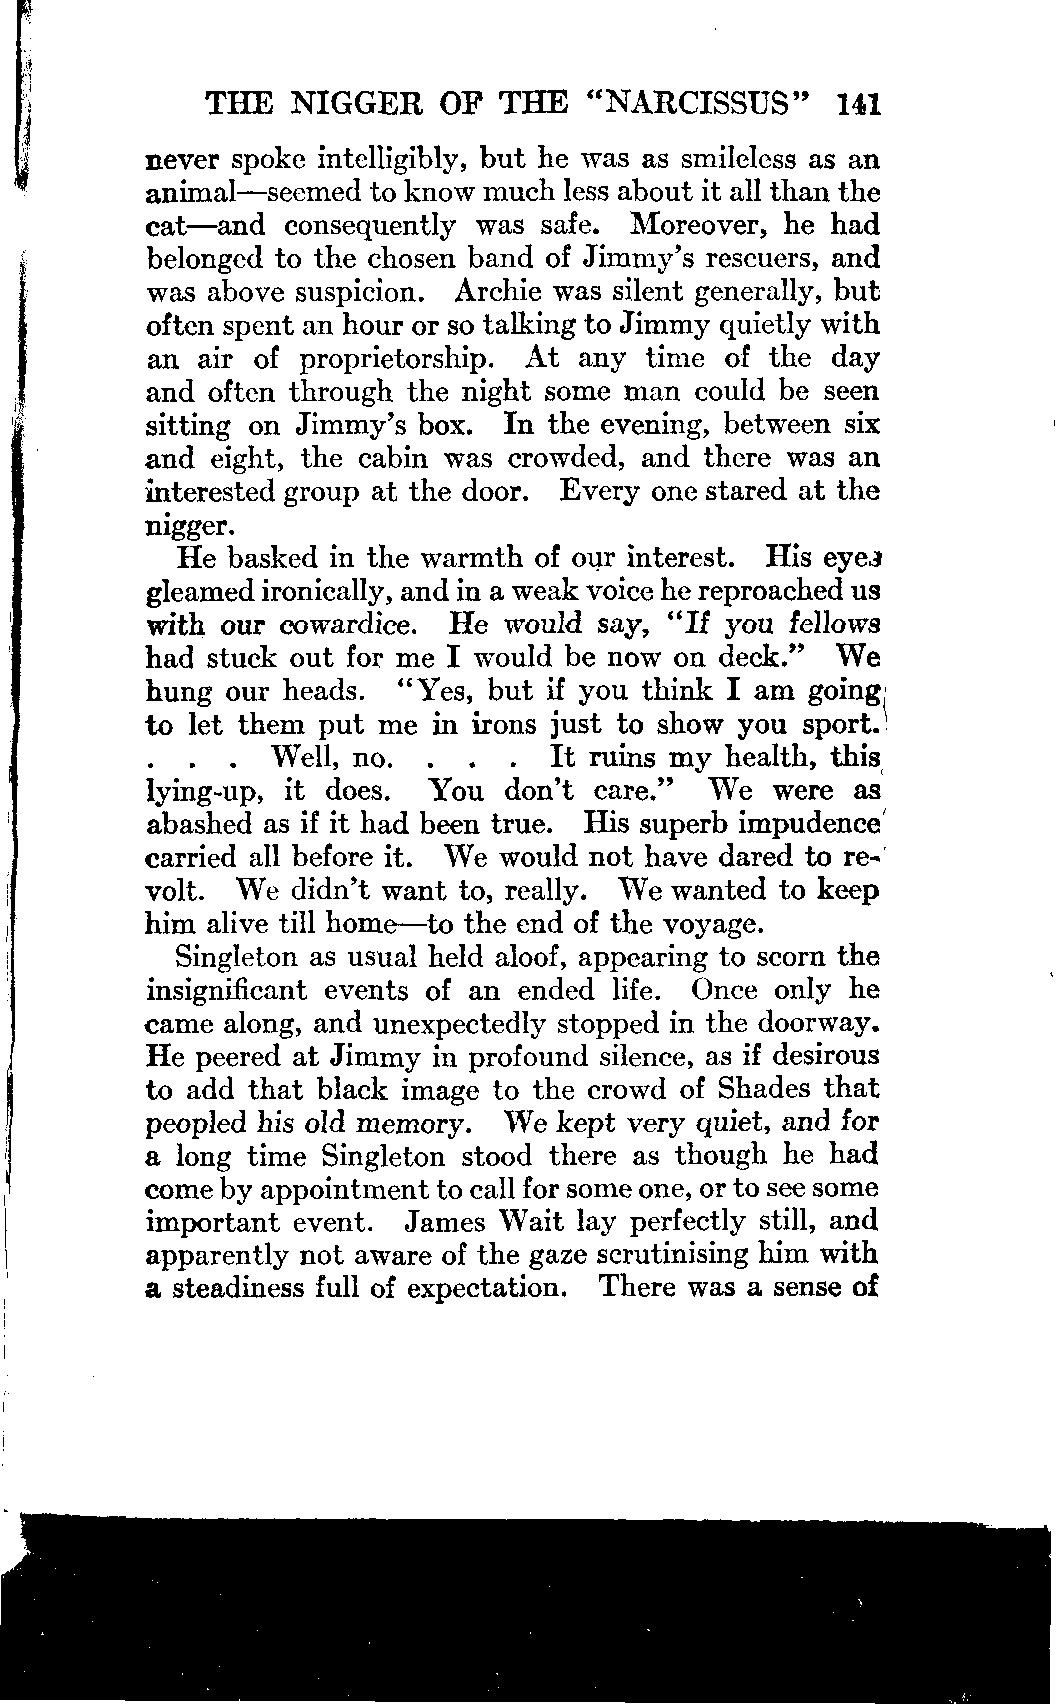 THE NIGGER OF THE “NARCISSUS” 141
never spoke intelligibly, but he was as smileless as an
animal—seemed to know much less about it all than the
cat—and consequently was safe. Moreover, he had
belonged to the chosen band of Jimmy’s rescuers, and
was above suspicion. Archie was silent generally, but
often spent an hour or so talking to Jimmy quietly with
an air of proprietorship. At any time of the day
and often through the night some man could be seen
sitting on Jimmy’s box. In the evening, between six
and eight, the cabin was crowded, and there was an
interested group at the door. Every one stared at the
nigger.
He basked in the warmth of our interest. His eyes
gleamed ironically, and in a weak voice he reproached us
with our cowardice. He would say, “If you fellows
had stuck out for me I would be now on deck.” We
hung our heads. “Yes, but if you think I am going
to let them put me in irons just to show you sport.
. . . Well, no. . . . It ruins my health, this
lying-up, it does. You don’t care.” We were as
abashed as if it had been true. His superb impudence
carried all before it. We would not have dared to re-
volt. We didn’t want to, really. We wanted to keep
him alive till home—to the end of the voyage.
Singleton as usual held aloof, appearing to scorn the
insignificant events of an ended life. Once only he
came along, and unexpectedly stopped in the doorway.
He peered at Jimmy in profound silence, as if desirous
to add that black image to the crowd of Shades that
peopled his old memory. We kept very quiet, and for
a long time Singleton stood there as though he had
come by appointment to call for some one, or to see some
important event. James Wait lay perfectly still, and
apparently not aware of the gaze scrutinising him with
a steadiness full of expectation. There was a sense of